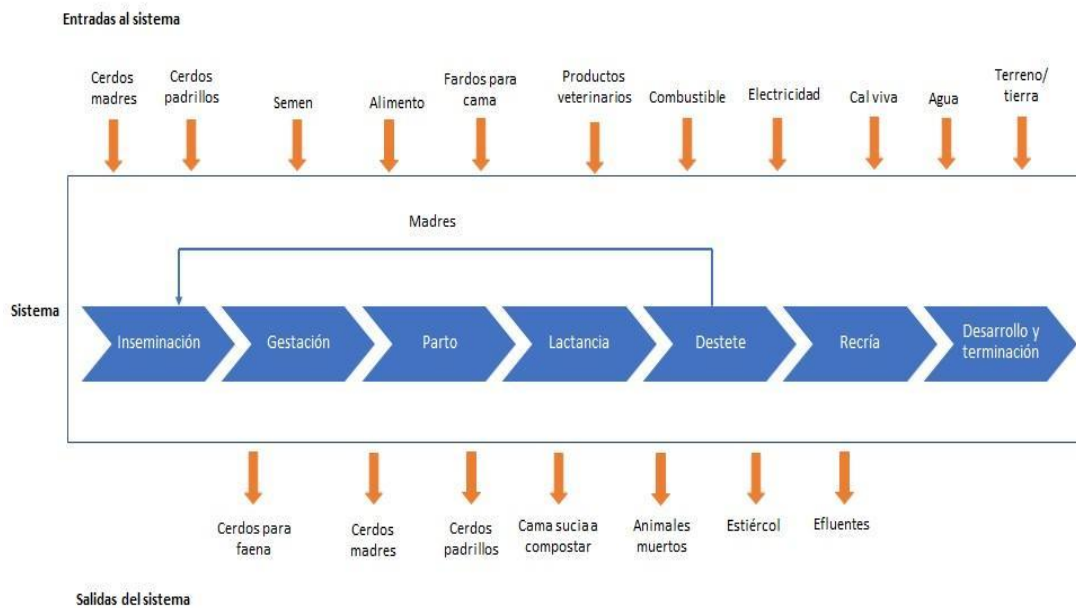 Entradas al sistema
Cerdos
madres
Cerdos
padrillos
Semen
Alimento
Fardos para
cama
Productos
veterinarios
Combustible
Electricidad
Cal viva
Agua
Terreno/
tierra
Madres
Sistema
Inseminación
Gestación
Parto
Lactancia
Destete
Recría
Desarrollo y
terminación
Cerdos para
faena
Cerdos
madres
Cerdos
padrillos
Cama sucia a
compostar
Animales
muertos
Estiércol
Efluentes
Salidas del sistema